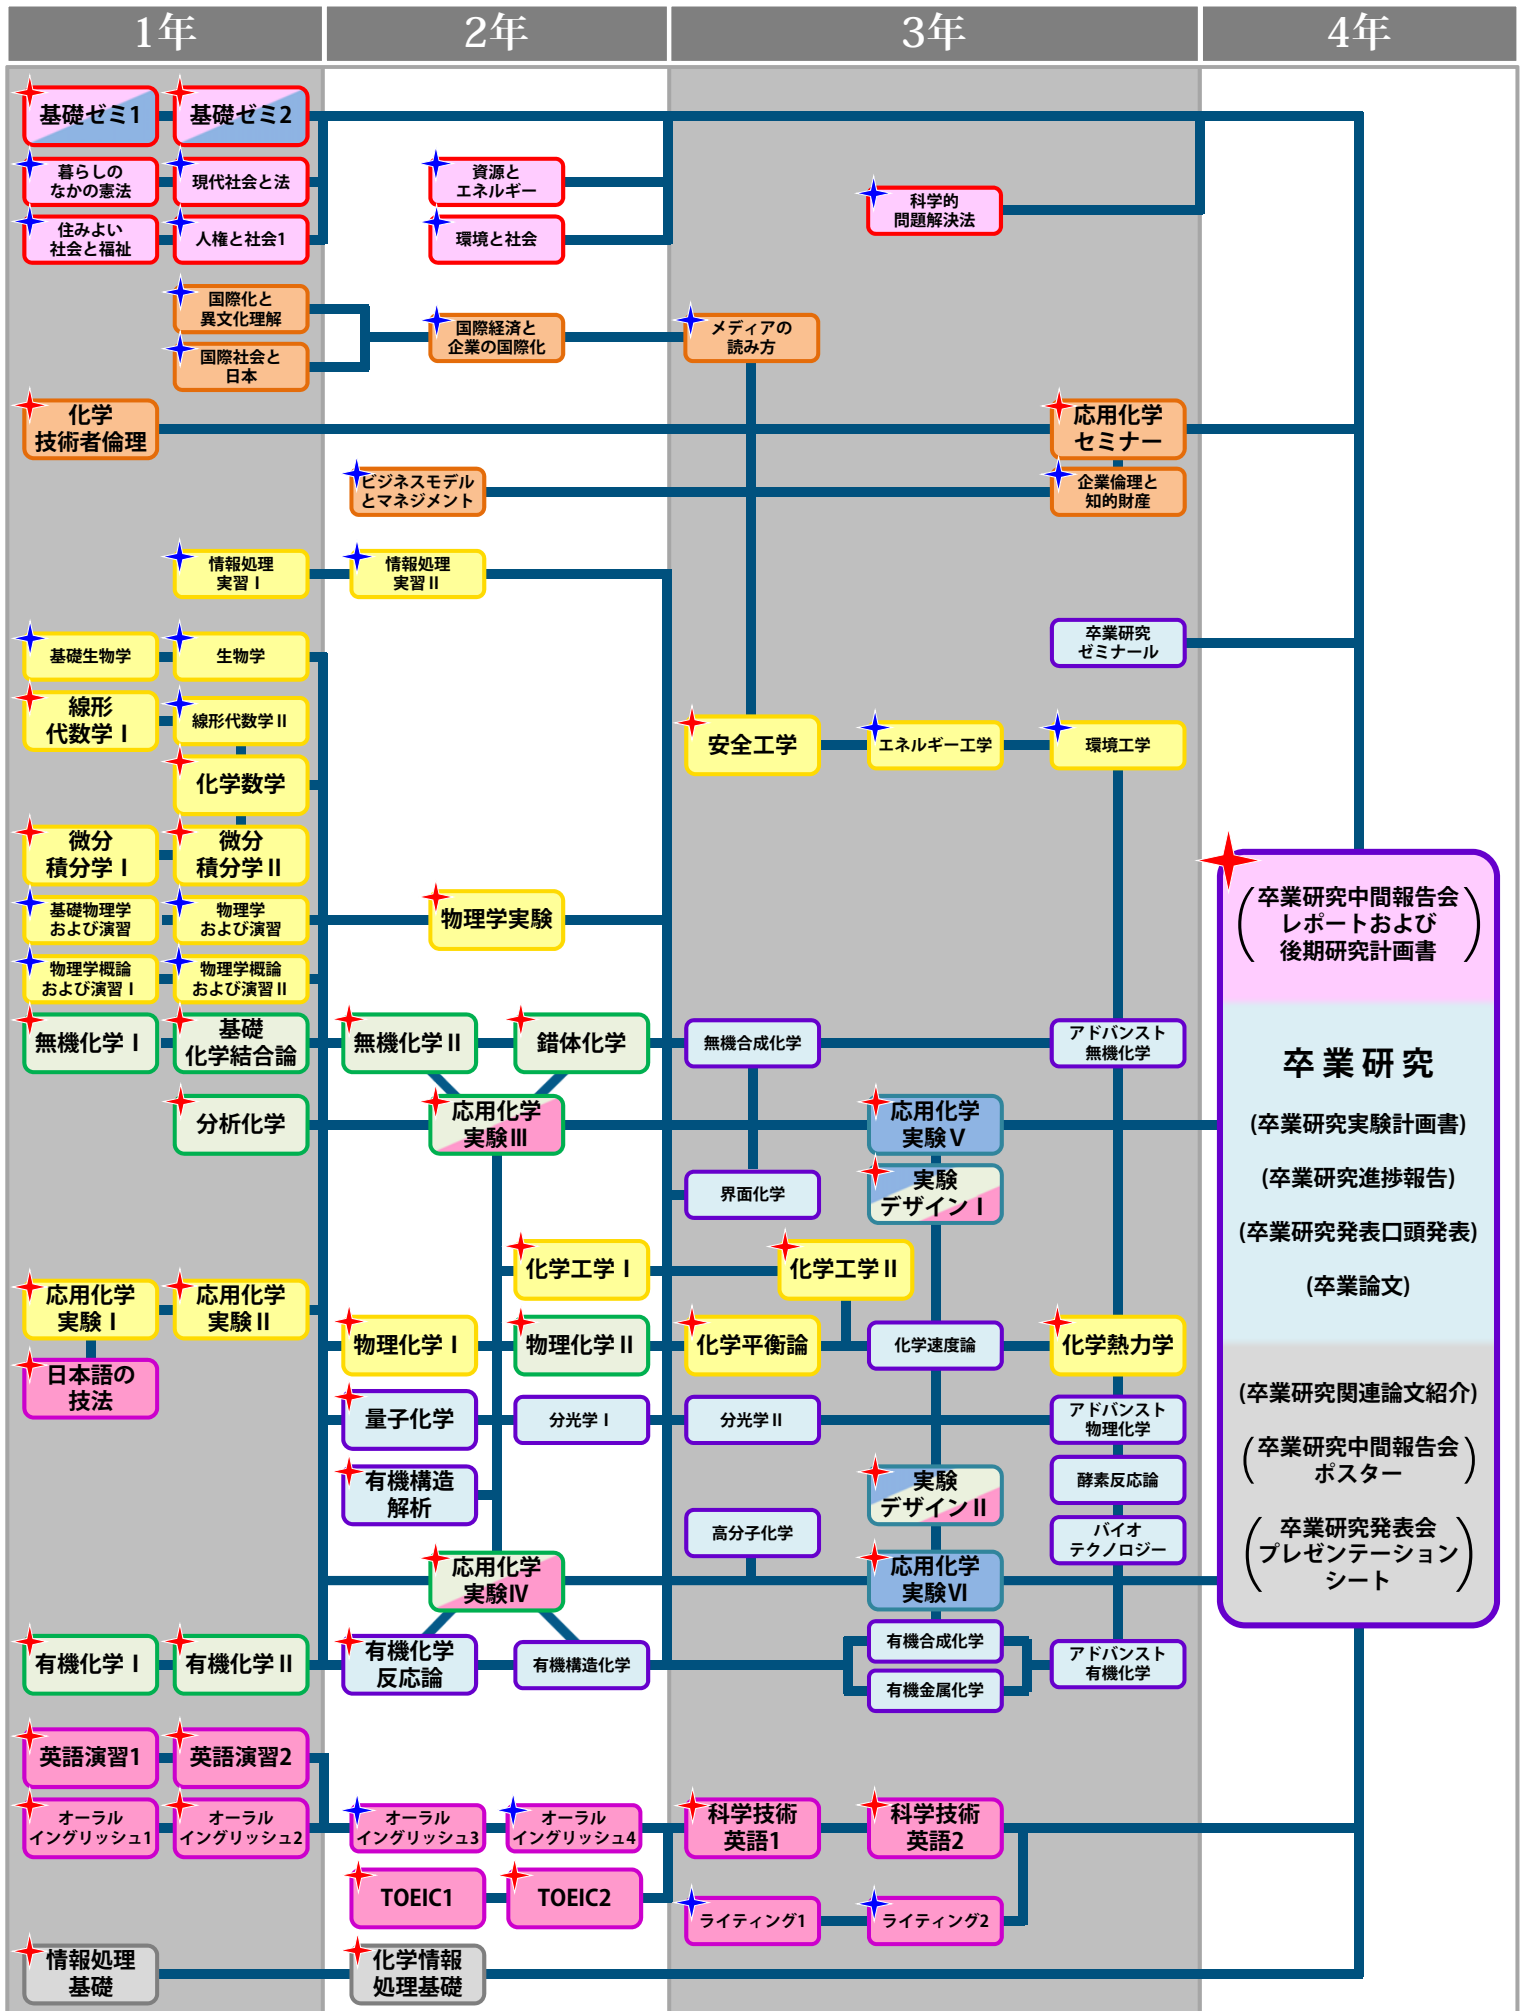 1年
2年
3年
4年
基礎ゼミ1
基礎ゼミ2
暮らしの
なかの憲法
現代社会と法
資源と
エネルギー
科学的
問題解決法
住みよい
社会と福祉
人権と社会1
環境と社会
国際化と
異文化理解
国際社会と
日本
国際経済と
企業の国際化
メディアの
読み方
化学
技術者倫理
応用化学
セミナー
ビジネスモデル
とマネジメント
企業倫理と
知的財産
情報処理
実習Ⅰ
情報処理
実習Ⅱ
卒業研究
ゼミナール
基礎生物学
生物学
線形
代数学Ⅰ
線形代数学Ⅱ
安全工学
エネルギー工学
環境工学
化学数学
微分
積分学Ⅰ
微分
積分学Ⅱ
基礎物理学
および演習
物理学
および演習
物理学実験
物理学概論
および演習Ⅰ
物理学概論
および演習Ⅱ
無機化学Ⅰ
基礎
化学結合論
無機化学Ⅱ
錯体化学
無機合成化学
アドバンスト
無機化学
分析化学
応用化学
実験Ⅲ
応用化学
実験Ⅴ
界面化学
実験
デザインⅠ
化学工学Ⅰ
化学工学Ⅱ
応用化学
実験Ⅰ
応用化学
実験Ⅱ
物理化学Ⅰ
物理化学Ⅱ
化学平衡論
化学速度論
化学熱力学
日本語の
技法
量子化学
分光学Ⅰ
分光学Ⅱ
アドバンスト
物理化学
有機構造
解析
実験
デザインⅡ
酵素反応論
高分子化学
バイオ
テクノロジー
応用化学
実験Ⅳ
応用化学
実験Ⅵ
有機化学Ⅰ
有機化学Ⅱ
有機化学
反応論
有機構造化学
有機合成化学
有機金属化学
アドバンスト
有機化学
英語演習1
英語演習2
オーラル
イングリッシュ1
オーラル
イングリッシュ2
オーラル
イングリッシュ3
オーラル
イングリッシュ4
科学技術
英語1
科学技術
英語2
TOEIC1
TOEIC2
ライティング1
ライティング2
情報処理
基礎
化学情報
処理基礎
(卒業研究中間報告会
レポートおよび
後期研究計画書)
卒業研究
(卒業研究実験計画書)
(卒業研究進捗報告)
(卒業研究発表口頭発表)
(卒業論文)
(卒業研究関連論文紹介)
(卒業研究中間報告会
ポスター)
(卒業研究発表会
プレゼンテーション
シート)